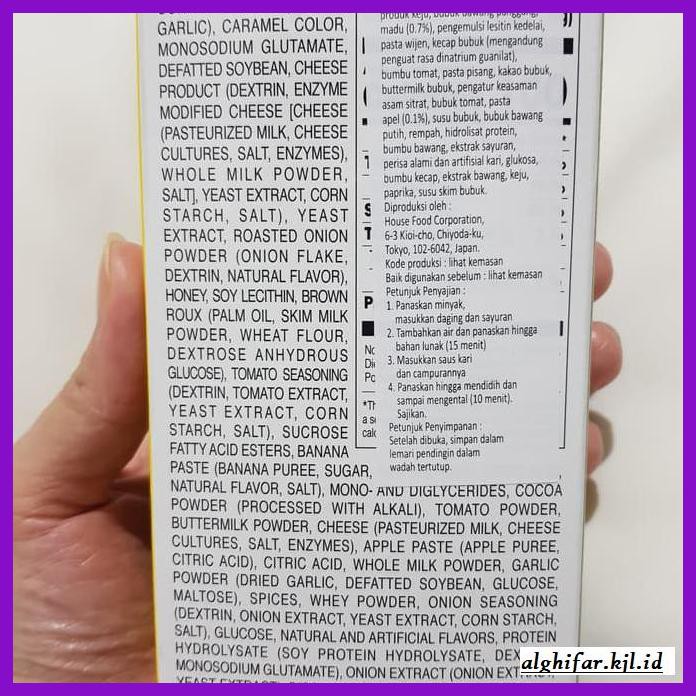 GARLIC), CARAMEL COLOR,
MONOSODIUM GLUTAMATE,
DEFATTED SOYBEAN, CHEESE
PRODUCT (DEXTRIN, ENZYME
MODIFIED CHEESE [CHEESE
(PASTEURIZED MILK, CHEESE
CULTURES, SALT, ENZYMES),
WHOLE MILK POWDER,
SALT], YEAST EXTRACT, CORN
STARCH, SALT), YEAST
EXTRACT, ROASTED ONION
POWDER (ONION FLAKE,
DEXTRIN, NATURAL FLAVOR),
HONEY, SOY LECITHIN, BROWN
ROUX (PALM OIL, SKIM MILK
POWDER, WHEAT FLOUR,
DEXTROSE ANHYDROUS
GLUCOSE), TOMATO SEASONING
(DEXTRIN, TOMATO EXTRACT,
YEAST EXTRACT, CORN
STARCH, SALT), SUCROSE
FATTY ACID ESTERS, BANANA
PASTE (BANANA PUREE, SUGAR,
NATURAL FLAVOR, SALT), MONO- AND DIGLYCERIDES, COCOA
POWDER (PROCESSED WITH ALKALI), TOMATO POWDER,
BUTTERMILK POWDER, CHEESE (PASTEURIZED MILK, CHEESE
CULTURES, SALT, ENZYMES), APPLE PASTE (APPLE PUREE,
CITRIC ACID), CITRIC ACID, WHOLE MILK POWDER, GARLIC
POWDER (DRIED GARLIC, DEFATTED SOYBEAN, GLUCOSE,
MALTOSE), SPICES, WHEY POWDER, ONION SEASONING
(DEXTRIN, ONION EXTRACT, YEAST EXTRACT, CORN STARCH,
SALT), GLUCOSE, NATURAL AND ARTIFICIAL FLAVORS, PROTEIN
HYDROLYSATE (SOY PROTEIN HYDROLYSATE,
MONOSODIUM GLUTAMATE), ONION EXTRACT (ONION
produk keju, bubuk bawang panggang,
madu (0.7%), pengemulsi lesitin kedelai,
pasta wijen, kecap bubuk (mengandung
penguat rasa dinatrium guanilat),
bumbu tomat, pasta pisang, kakao bubuk,
buttermilk bubuk, pengatur keasaman
asam sitrat, bubuk tomat, pasta
apel (0.1%), susu bubuk, bubuk bawang
putih, rempah, hidrolisat protein,
bumbu bawang, ekstrak sayuran,
perisa alami dan artifisial kari, glukosa,
bumbu kecap, ekstrak bawang, keju,
paprika, susu skim bubuk.
Diproduksi oleh :
House Food Corporation,
6-3 Kioi-cho, Chiyoda-ku,
Tokyo, 102-6042, Japan.
Kode produksi : lihat kemasan
Baik digunakan sebelum : lihat kemasan
Petunjuk Penyajian :
1. Panaskan minyak,
masukkan daging dan sayuran
2. Tambahkan air dan panaskan hingga
bahan lunak (15 menit)
3. Masukkan saus kari
dan campurannya
4. Panaskan hingga mendidih dan
sampai mengental (10 menit).
Sajikan.
Petunjuk Penyimpanan :
Setelah dibuka, simpan dalam
lemari pendingin dalam
wadah tertutup.
alghifar.kjl.id